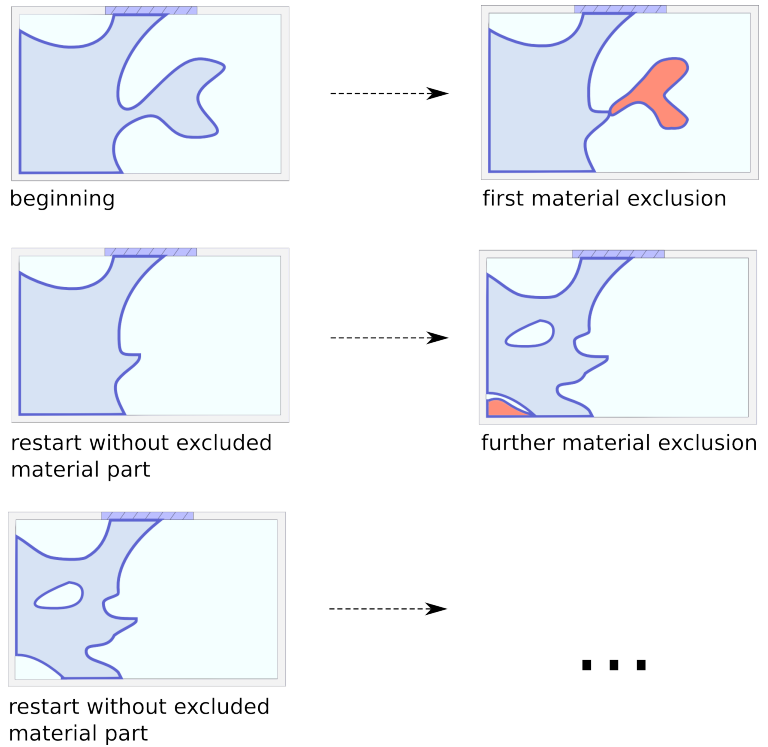 beginning
first material exclusion
restart without excluded
material part
further material exclusion
restart without excluded
material part
...